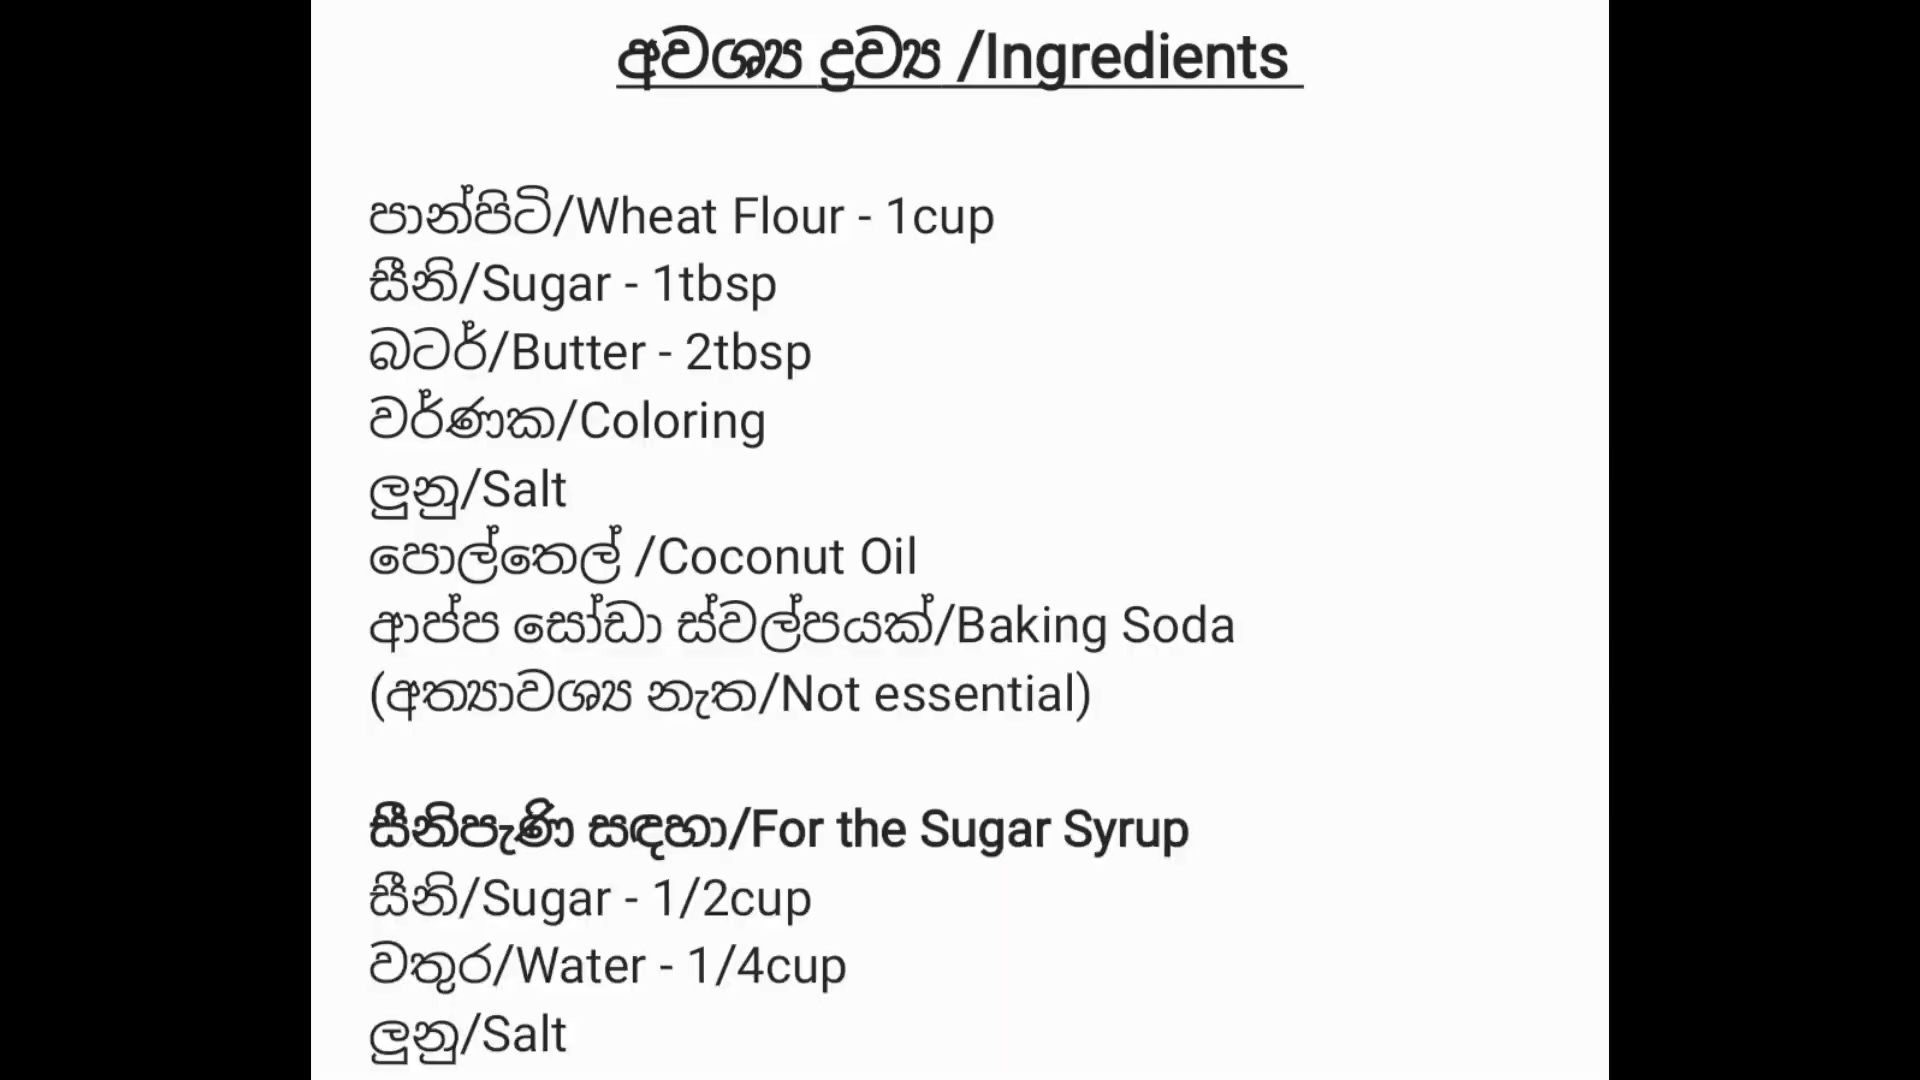 අවශ්‍ය ද්‍රව්‍ය /Ingredients
පාන්පිටි/Wheat Flour - 1cup
සීනි/Sugar - 1tbsp
බටර්/Butter - 2tbsp
වර්ණක/Coloring
ලුනු/Salt
පොල්තෙල් /Coconut Oil
ආප්ප සෝඩා ස්වල්පයක්/Baking Soda
(අත්‍යාවශ්‍ය නැත/Not essential)
සීනිපැණි සඳහා/For the Sugar Syrup
සීනි/Sugar - 1/2cup
වතුර/Water - 1/4cup
ලුනු/Salt